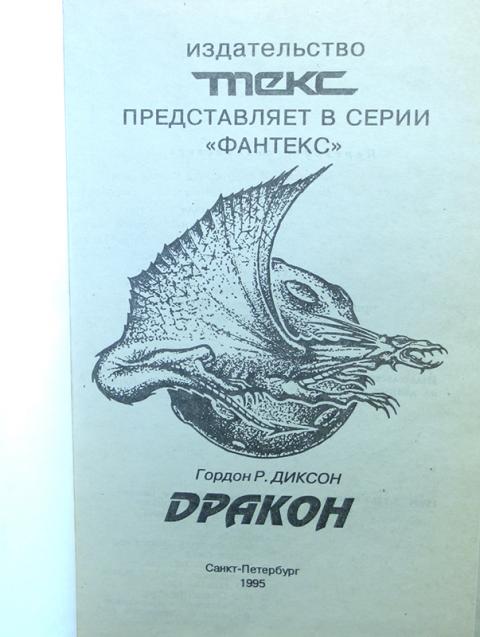 издательство
ТЕКС
ПРЕДСТАВЛЯЕТ В СЕРИИ
«ФАНТЕКС»
Гордон Р. ДИКСОН
ДРАКОН
Санкт-Петербург
1995